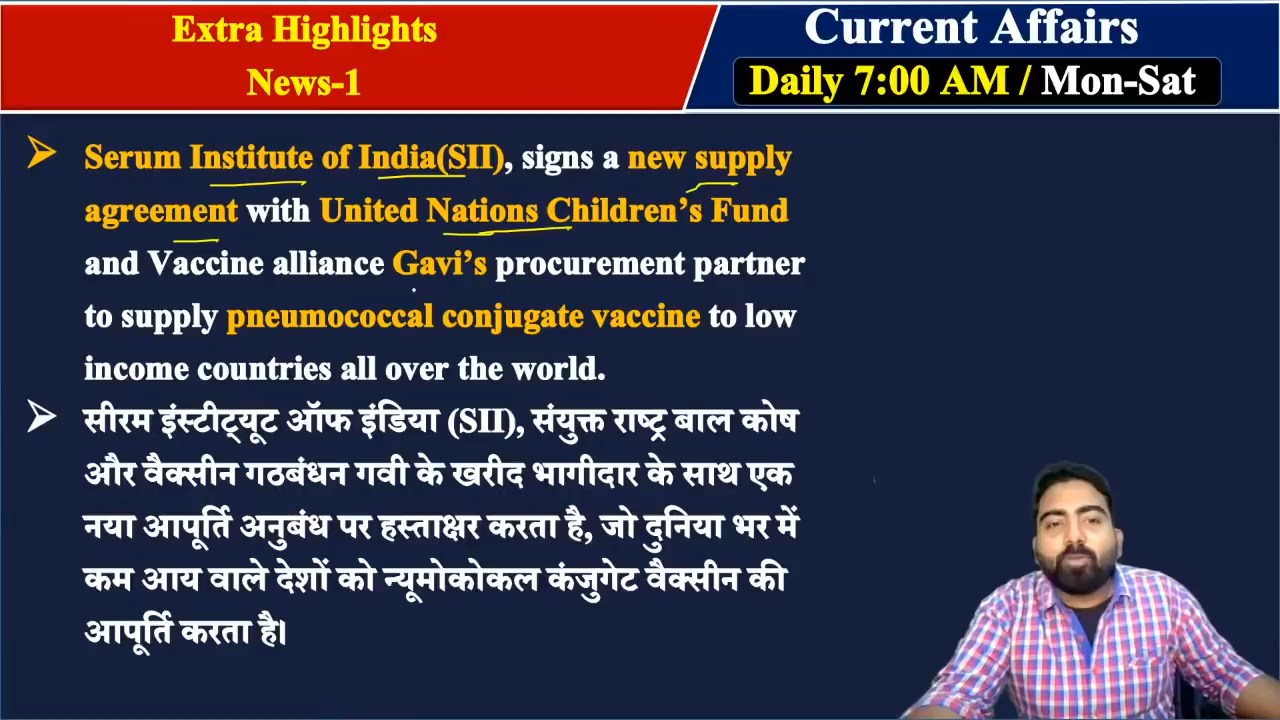 Extra Highlights
News-1
Current Affairs
Daily 7:00 AM / Mon-Sat
Serum Institute of India(SII), signs a new supply
agreement with United Nations Children's Fund
and Vaccine alliance Gavi's procurement partner
to supply pneumococcal conjugate vaccine to low
income countries all over the world.
सीरम इंस्टीट्यूट ऑफ इंडिया (SII), संयुक्त राष्ट्र बाल कोष
और वैक्सीन गठबंधन गवी के खरीद भागीदार के साथ एक
नया आपूर्ति अनुबंध पर हस्ताक्षर करता है, जो दुनिया भर में
कम आय वाले देशों को न्यूमोकोकल कंजुगेट वैक्सीन की
आपूर्ति करता है।